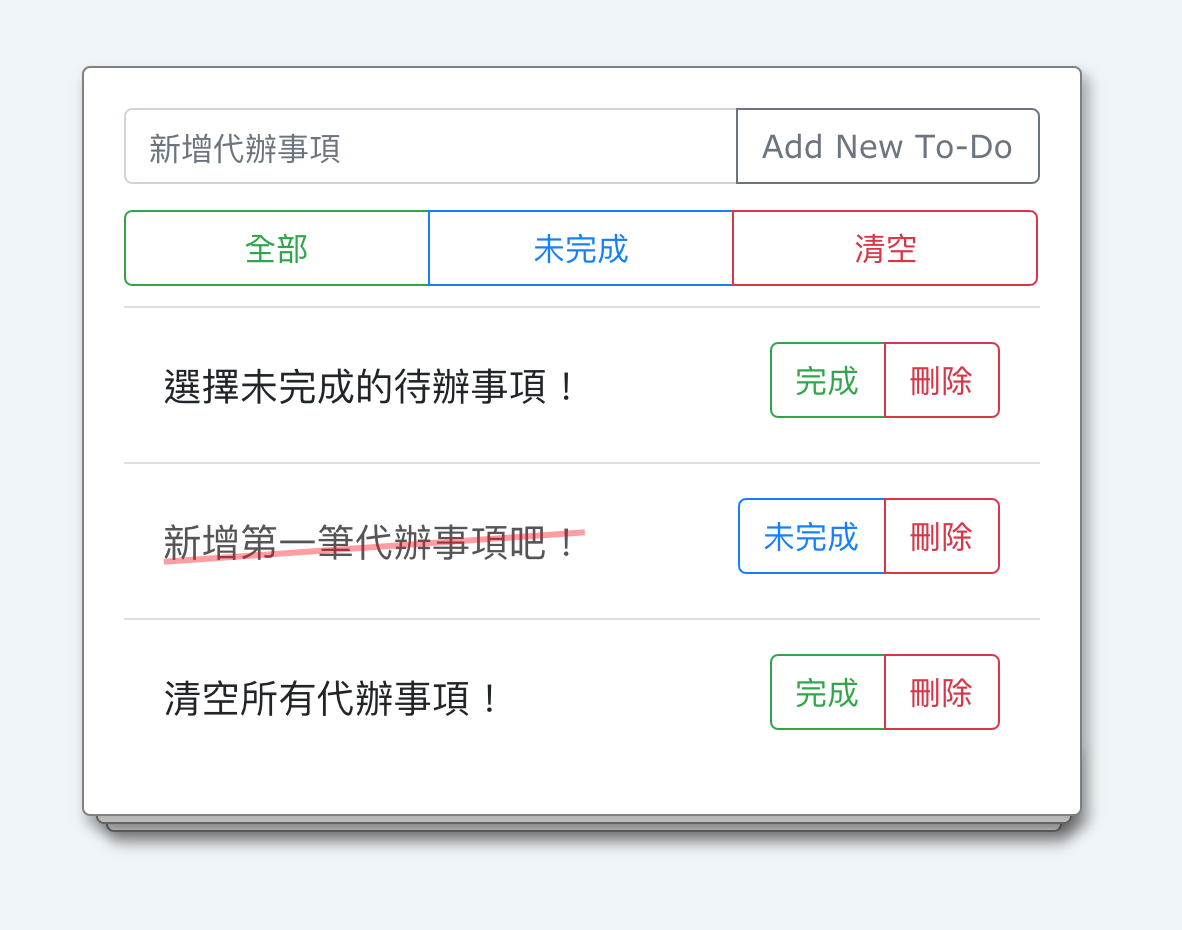 新增代辦事項 Add New To-Do
全部 未完成 清空
選擇未完成的待辦事項！ 完成 刪除
新增第一筆代辦事項吧！ 未完成 刪除
清空所有代辦事項！ 完成 刪除